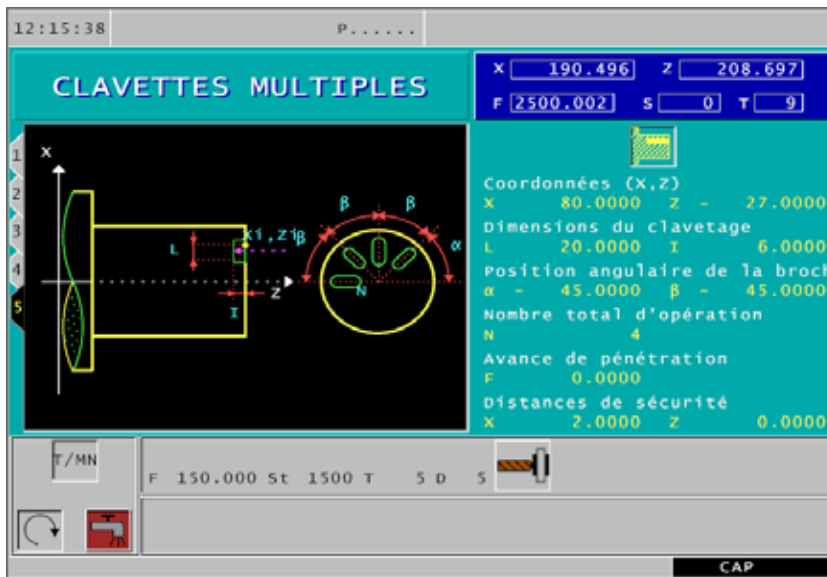 12:15:38 P......
CLAVETTES MULTIPLES
X 190.496 Z 208.697
F 2500.002 S 0 T 9
1
2
3
4
5
X
L
Xi,Zi
Z
I
β
β
β
α
N
Coordonnées (X,Z)
X 80.0000 Z - 27.0000
Dimensions du clavetage
L 20.0000 I 6.0000
Position angulaire de la broch
α - 45.0000 β - 45.0000
Nombre total d'opération
N 4
Avance de pénétration
F 0.0000
Distances de sécurité
X 2.0000 Z 0.0000
T/MN
F 150.000 St 1500 T 5 D 5
CAP